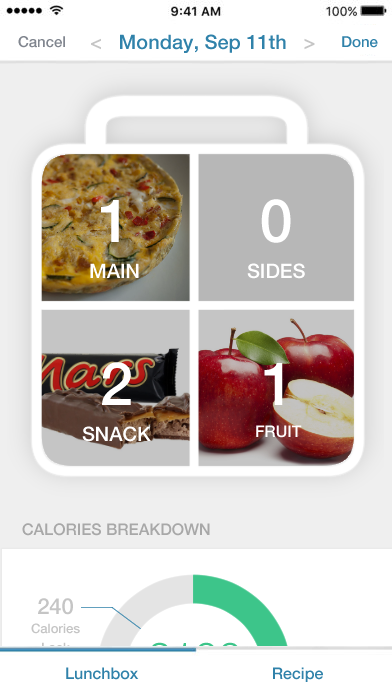 9:41 AM 100%
Cancel < Monday, Sep 11th > Done
1 0
MAIN SIDES
Mars
2 1
SNACK FRUIT
CALORIES BREAKDOWN
240
Calories
Lunchbox Recipe